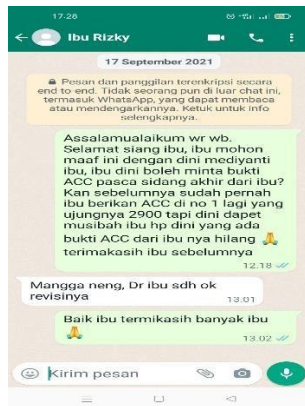 17.28
Ibu Rizky
17 September 2021
Pesan dan panggilan terenkripsi secara
end to end. Tidak seorang pun di luar chat ini,
termasuk WhatsApp, yang dapat membaca
atau mendengarkannya. Ketuk untuk info
selengkapnya.
Assalamualaikum wr wb.
Selamat siang ibu, ibu mohon
maaf ini dengan dini mediyanti
ibu, ibu dini boleh minta bukti
ACC pasca sidang akhir dari ibu?
Kan sebelumnya sudah pernah
ibu berikan ACC di no 1 lagi yang
ujungnya 2900 tapi dini dapet
musibah ibu hp dini yang ada
bukti ACC dari ibu nya hilang 🙏
terimakasih ibu sebelumnya
12.18
Mangga neng, Dr ibu sdh ok
revisinya
13.01
Baik ibu termikasih banyak ibu
🙏
13.02
Kirim pesan